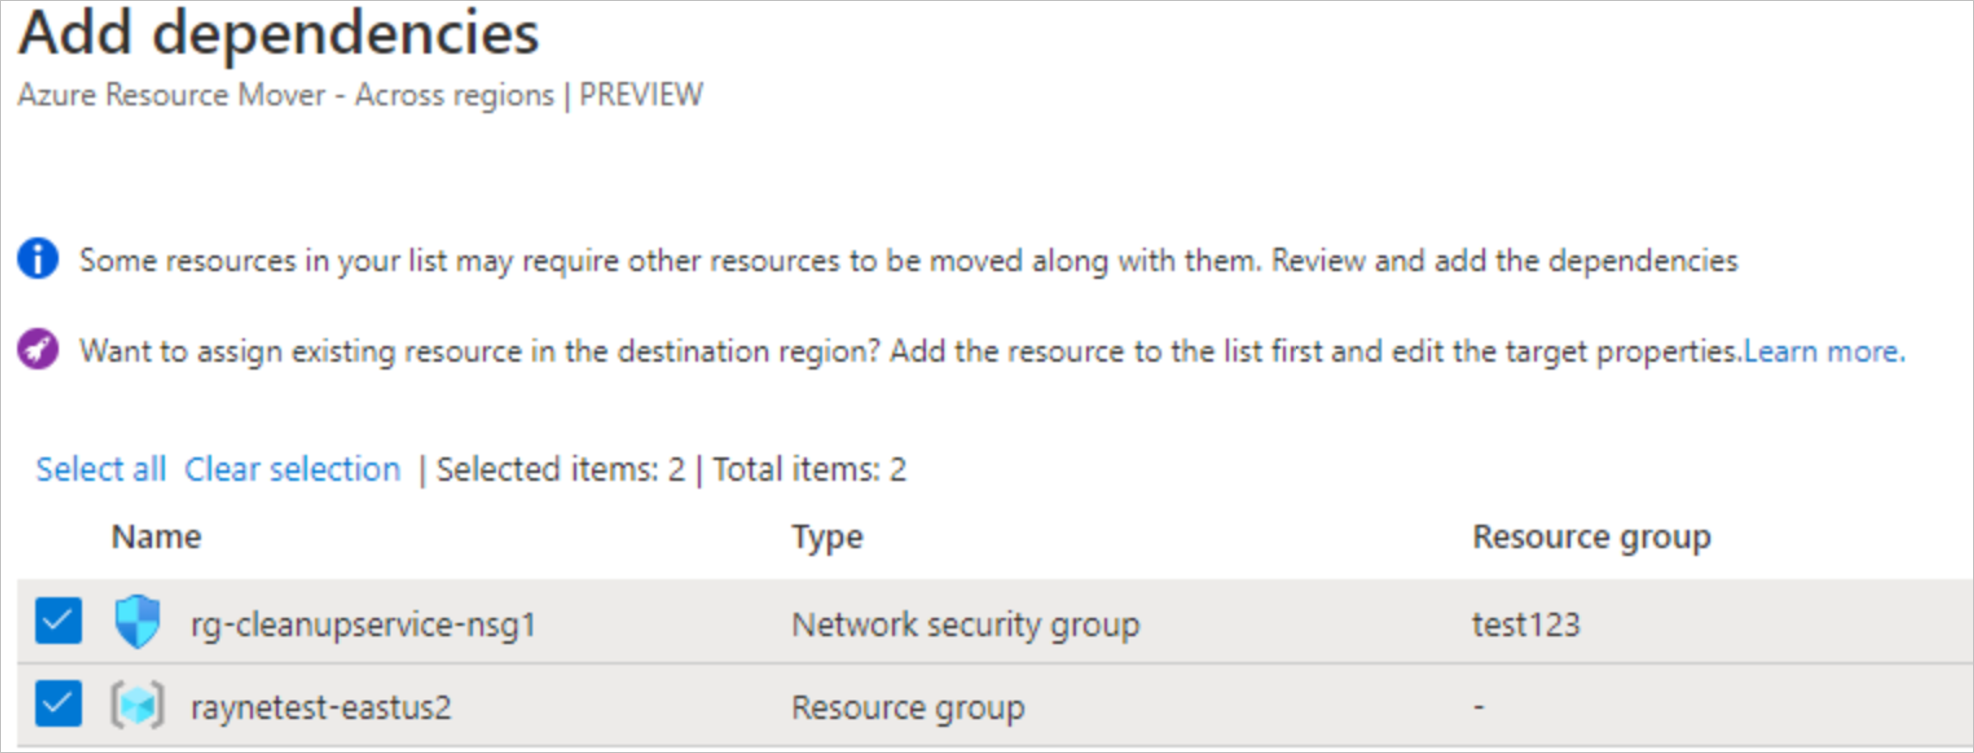 Add dependencies
Azure Resource Mover - Across regions | PREVIEW
Some resources in your list may require other resources to be moved along with them. Review and add the dependencies
Want to assign existing resource in the destination region? Add the resource to the list first and edit the target properties.Learn more.
Select all Clear selection | Selected items: 2 | Total items: 2
Name Type Resource group
rg-cleanupservice-nsg1 Network security group test123
raynetest-eastus2 Resource group -